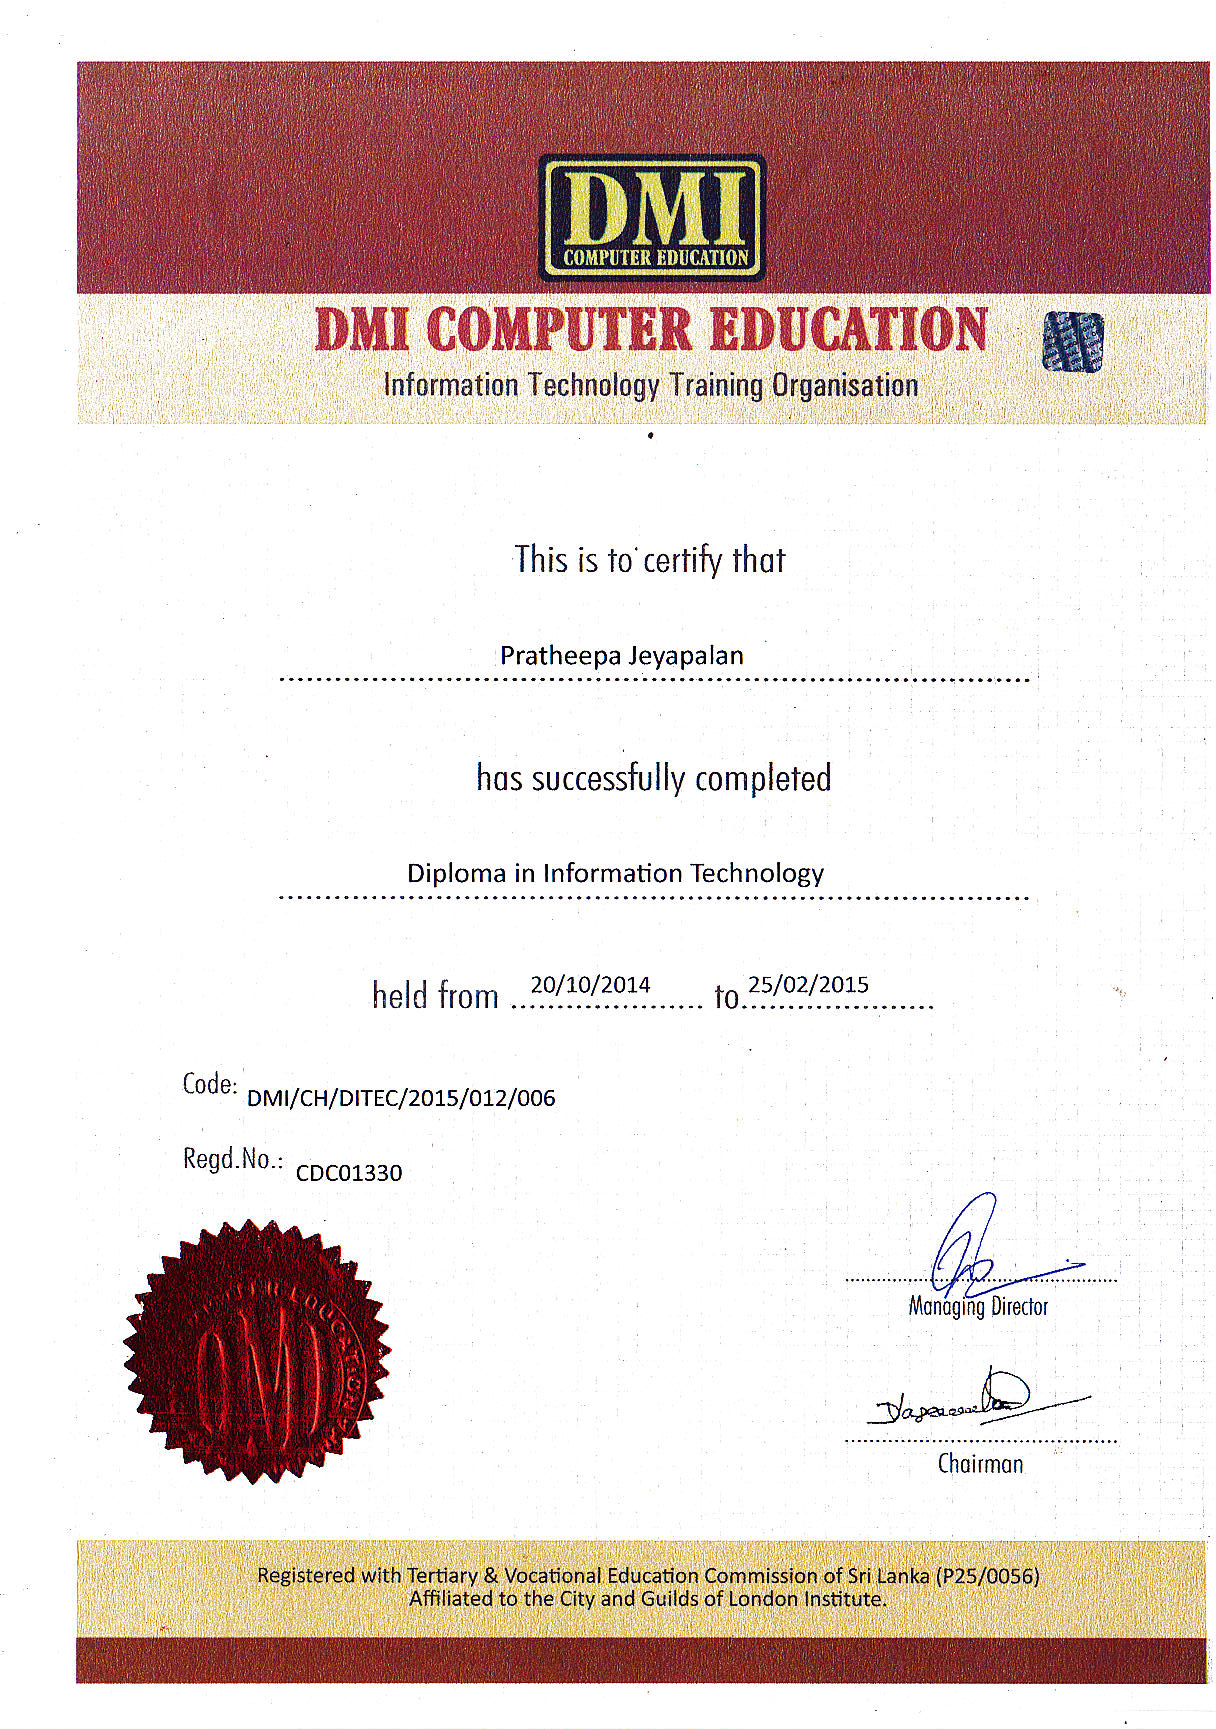 DMI
COMPUTER EDUCATION
DMI COMPUTER EDUCATION
Information Technology Training Organisation
This is to certify that
Pratheepa Jeyapalan
has successfully completed
Diploma in Information Technology
held from 20/10/2014 to 25/02/2015
Code: DMI/CH/DITEC/2015/012/006
Regd.No.: CDC01330
DMI
Managing Director
Chairman
Registered with Tertiary & Vocational Education Commission of Sri Lanka (P25/0056)
Affiliated to the City and Guilds of London Institute.